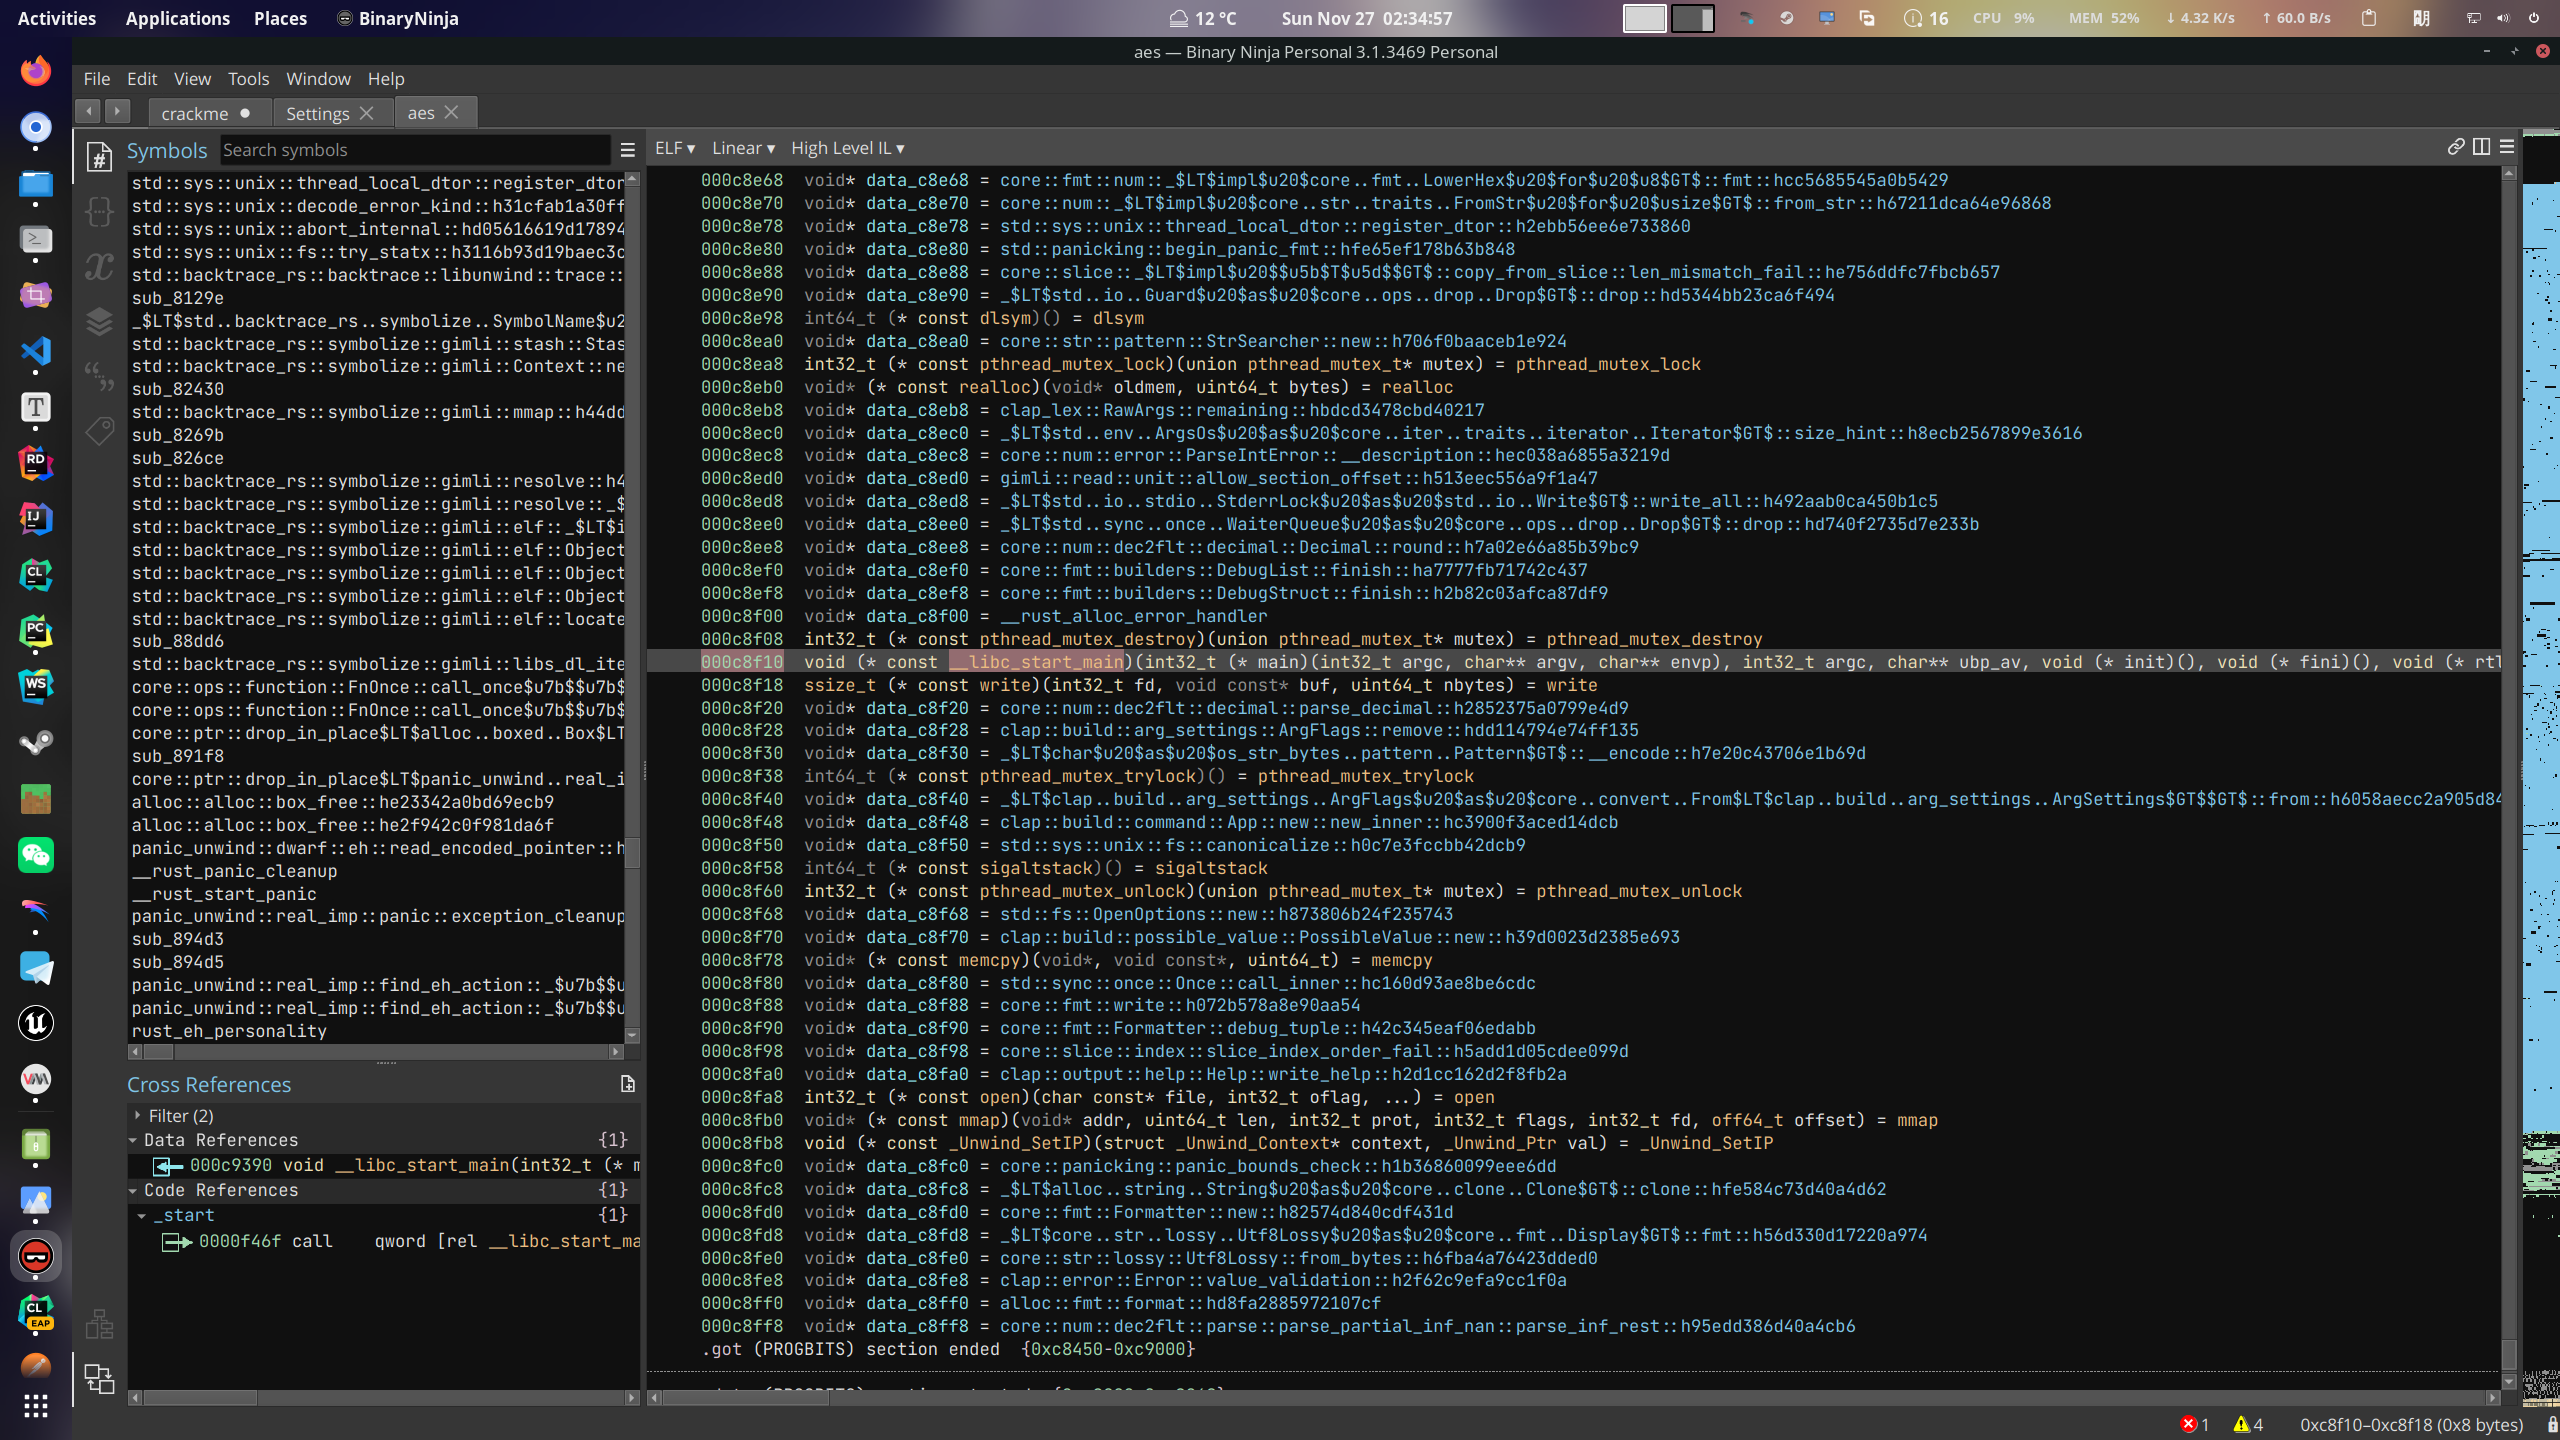 Activities Applications Places BinaryNinja 12 °C Sun Nov 27 02:34:57 16 CPU 9% MEM 52% ↓ 4.32 K/s ↑ 60.0 B/s
aes — Binary Ninja Personal 3.1.3469 Personal
File Edit View Tools Window Help
crackme Settings aes
Symbols Search symbols
ELF ▾ Linear ▾ High Level IL ▾
std::sys::unix::thread_local_dtor::register_dtor
std::sys::unix::decode_error_kind::h31cfab1a30ff
std::sys::unix::abort_internal::hd05616619d17894
std::sys::unix::fs::try_statx::h3116b93d19baec3c
std::backtrace_rs::backtrace::libunwind::trace::
sub_8129e
_$LT$std..backtrace_rs..symbolize..SymbolName$u2
std::backtrace_rs::symbolize::gimli::stash::Stas
std::backtrace_rs::symbolize::gimli::Context::ne
sub_82430
std::backtrace_rs::symbolize::gimli::mmap::h44dd
sub_8269b
sub_826ce
std::backtrace_rs::symbolize::gimli::resolve::h4
std::backtrace_rs::symbolize::gimli::resolve::_$
std::backtrace_rs::symbolize::gimli::elf::_$LT$i
std::backtrace_rs::symbolize::gimli::elf::Object
std::backtrace_rs::symbolize::gimli::elf::Object
std::backtrace_rs::symbolize::gimli::elf::Object
std::backtrace_rs::symbolize::gimli::elf::locate
sub_88dd6
std::backtrace_rs::symbolize::gimli::libs_dl_ite
core::ops::function::FnOnce::call_once$u7b$$u7b$
core::ops::function::FnOnce::call_once$u7b$$u7b$
core::ptr::drop_in_place$LT$alloc..boxed..Box$LT
sub_891f8
core::ptr::drop_in_place$LT$panic_unwind..real_i
alloc::alloc::box_free::he23342a0bd69ecb9
alloc::alloc::box_free::he2f942c0f981da6f
panic_unwind::dwarf::eh::read_encoded_pointer::h
__rust_panic_cleanup
__rust_start_panic
panic_unwind::real_imp::panic::exception_cleanup
sub_894d3
sub_894d5
panic_unwind::real_imp::find_eh_action::_$u7b$$u
panic_unwind::real_imp::find_eh_action::_$u7b$$u
rust_eh_personality
Cross References
Filter (2)
Data References {1}
000c9390 void __libc_start_main(int32_t (* m
Code References {1}
_start {1}
0000f46f call qword [rel __libc_start_ma
000c8e68 void* data_c8e68 = core::fmt::num::_$LT$impl$u20$core..fmt..LowerHex$u20$for$u20$u8$GT$::fmt::hcc5685545a0b5429
000c8e70 void* data_c8e70 = core::num::_$LT$impl$u20$core..str..traits..FromStr$u20$for$u20$usize$GT$::from_str::h67211dca64e96868
000c8e78 void* data_c8e78 = std::sys::unix::thread_local_dtor::register_dtor::h2ebb56ee6e733860
000c8e80 void* data_c8e80 = std::panicking::begin_panic_fmt::hfe65ef178b63b848
000c8e88 void* data_c8e88 = core::slice::_$LT$impl$u20$$u5b$T$u5d$$GT$::copy_from_slice::len_mismatch_fail::he756ddfc7fbcb657
000c8e90 void* data_c8e90 = _$LT$std..io..Guard$u20$as$u20$core..ops..drop..Drop$GT$::drop::hd5344bb23ca6f494
000c8e98 int64_t (* const dlsym)() = dlsym
000c8ea0 void* data_c8ea0 = core::str::pattern::StrSearcher::new::h706f0baaceb1e924
000c8ea8 int32_t (* const pthread_mutex_lock)(union pthread_mutex_t* mutex) = pthread_mutex_lock
000c8eb0 void* (* const realloc)(void* oldmem, uint64_t bytes) = realloc
000c8eb8 void* data_c8eb8 = clap_lex::RawArgs::remaining::hbdcd3478cbd40217
000c8ec0 void* data_c8ec0 = _$LT$std..env..ArgsOs$u20$as$u20$core..iter..traits..iterator..Iterator$GT$::size_hint::h8ecb2567899e3616
000c8ec8 void* data_c8ec8 = core::num::error::ParseIntError::__description::hec038a6855a3219d
000c8ed0 void* data_c8ed0 = gimli::read::unit::allow_section_offset::h513eec556a9f1a47
000c8ed8 void* data_c8ed8 = _$LT$std..io..stdio..StderrLock$u20$as$u20$std..io..Write$GT$::write_all::h492aab0ca450b1c5
000c8ee0 void* data_c8ee0 = _$LT$std..sync..once..WaiterQueue$u20$as$u20$core..ops..drop..Drop$GT$::drop::hd740f2735d7e233b
000c8ee8 void* data_c8ee8 = core::num::dec2flt::decimal::Decimal::round::h7a02e66a85b39bc9
000c8ef0 void* data_c8ef0 = core::fmt::builders::DebugList::finish::ha7777fb71742c437
000c8ef8 void* data_c8ef8 = core::fmt::builders::DebugStruct::finish::h2b82c03afca87df9
000c8f00 void* data_c8f00 = __rust_alloc_error_handler
000c8f08 int32_t (* const pthread_mutex_destroy)(union pthread_mutex_t* mutex) = pthread_mutex_destroy
000c8f10 void (* const __libc_start_main)(int32_t (* main)(int32_t argc, char** argv, char** envp), int32_t argc, char** ubp_av, void (* init)(), void (* fini)(), void (* rtl
000c8f18 ssize_t (* const write)(int32_t fd, void const* buf, uint64_t nbytes) = write
000c8f20 void* data_c8f20 = core::num::dec2flt::decimal::parse_decimal::h2852375a0799e4d9
000c8f28 void* data_c8f28 = clap::build::arg_settings::ArgFlags::remove::hdd114794e74ff135
000c8f30 void* data_c8f30 = _$LT$char$u20$as$u20$os_str_bytes..pattern..Pattern$GT$::__encode::h7e20c43706e1b69d
000c8f38 int64_t (* const pthread_mutex_trylock)() = pthread_mutex_trylock
000c8f40 void* data_c8f40 = _$LT$clap..build..arg_settings..ArgFlags$u20$as$u20$core..convert..From$LT$clap..build..arg_settings..ArgSettings$GT$$GT$::from::h6058aecc2a905d84
000c8f48 void* data_c8f48 = clap::build::command::App::new::new_inner::hc3900f3aced14dcb
000c8f50 void* data_c8f50 = std::sys::unix::fs::canonicalize::h0c7e3fccbb42dcb9
000c8f58 int64_t (* const sigaltstack)() = sigaltstack
000c8f60 int32_t (* const pthread_mutex_unlock)(union pthread_mutex_t* mutex) = pthread_mutex_unlock
000c8f68 void* data_c8f68 = std::fs::OpenOptions::new::h873806b24f235743
000c8f70 void* data_c8f70 = clap::build::possible_value::PossibleValue::new::h39d0023d2385e693
000c8f78 void* (* const memcpy)(void*, void const*, uint64_t) = memcpy
000c8f80 void* data_c8f80 = std::sync::once::Once::call_inner::hc160d93ae8be6cdc
000c8f88 void* data_c8f88 = core::fmt::write::h072b578a8e90aa54
000c8f90 void* data_c8f90 = core::fmt::Formatter::debug_tuple::h42c345eaf06edabb
000c8f98 void* data_c8f98 = core::slice::index::slice_index_order_fail::h5add1d05cdee099d
000c8fa0 void* data_c8fa0 = clap::output::help::Help::write_help::h2d1cc162d2f8fb2a
000c8fa8 int32_t (* const open)(char const* file, int32_t oflag, ...) = open
000c8fb0 void* (* const mmap)(void* addr, uint64_t len, int32_t prot, int32_t flags, int32_t fd, off64_t offset) = mmap
000c8fb8 void (* const _Unwind_SetIP)(struct _Unwind_Context* context, _Unwind_Ptr val) = _Unwind_SetIP
000c8fc0 void* data_c8fc0 = core::panicking::panic_bounds_check::h1b36860099eee6dd
000c8fc8 void* data_c8fc8 = _$LT$alloc..string..String$u20$as$u20$core..clone..Clone$GT$::clone::hfe584c73d40a4d62
000c8fd0 void* data_c8fd0 = core::fmt::Formatter::new::h82574d840cdf431d
000c8fd8 void* data_c8fd8 = _$LT$core..str..lossy..Utf8Lossy$u20$as$u20$core..fmt..Display$GT$::fmt::h56d330d17220a974
000c8fe0 void* data_c8fe0 = core::str::lossy::Utf8Lossy::from_bytes::h6fba4a76423dded0
000c8fe8 void* data_c8fe8 = clap::error::Error::value_validation::h2f62c9efa9cc1f0a
000c8ff0 void* data_c8ff0 = alloc::fmt::format::hd8fa2885972107cf
000c8ff8 void* data_c8ff8 = core::num::dec2flt::parse::parse_partial_inf_nan::parse_inf_rest::h95edd386d40a4cb6
.got (PROGBITS) section ended {0xc8450-0xc9000}
1 4 0xc8f10–0xc8f18 (0x8 bytes)